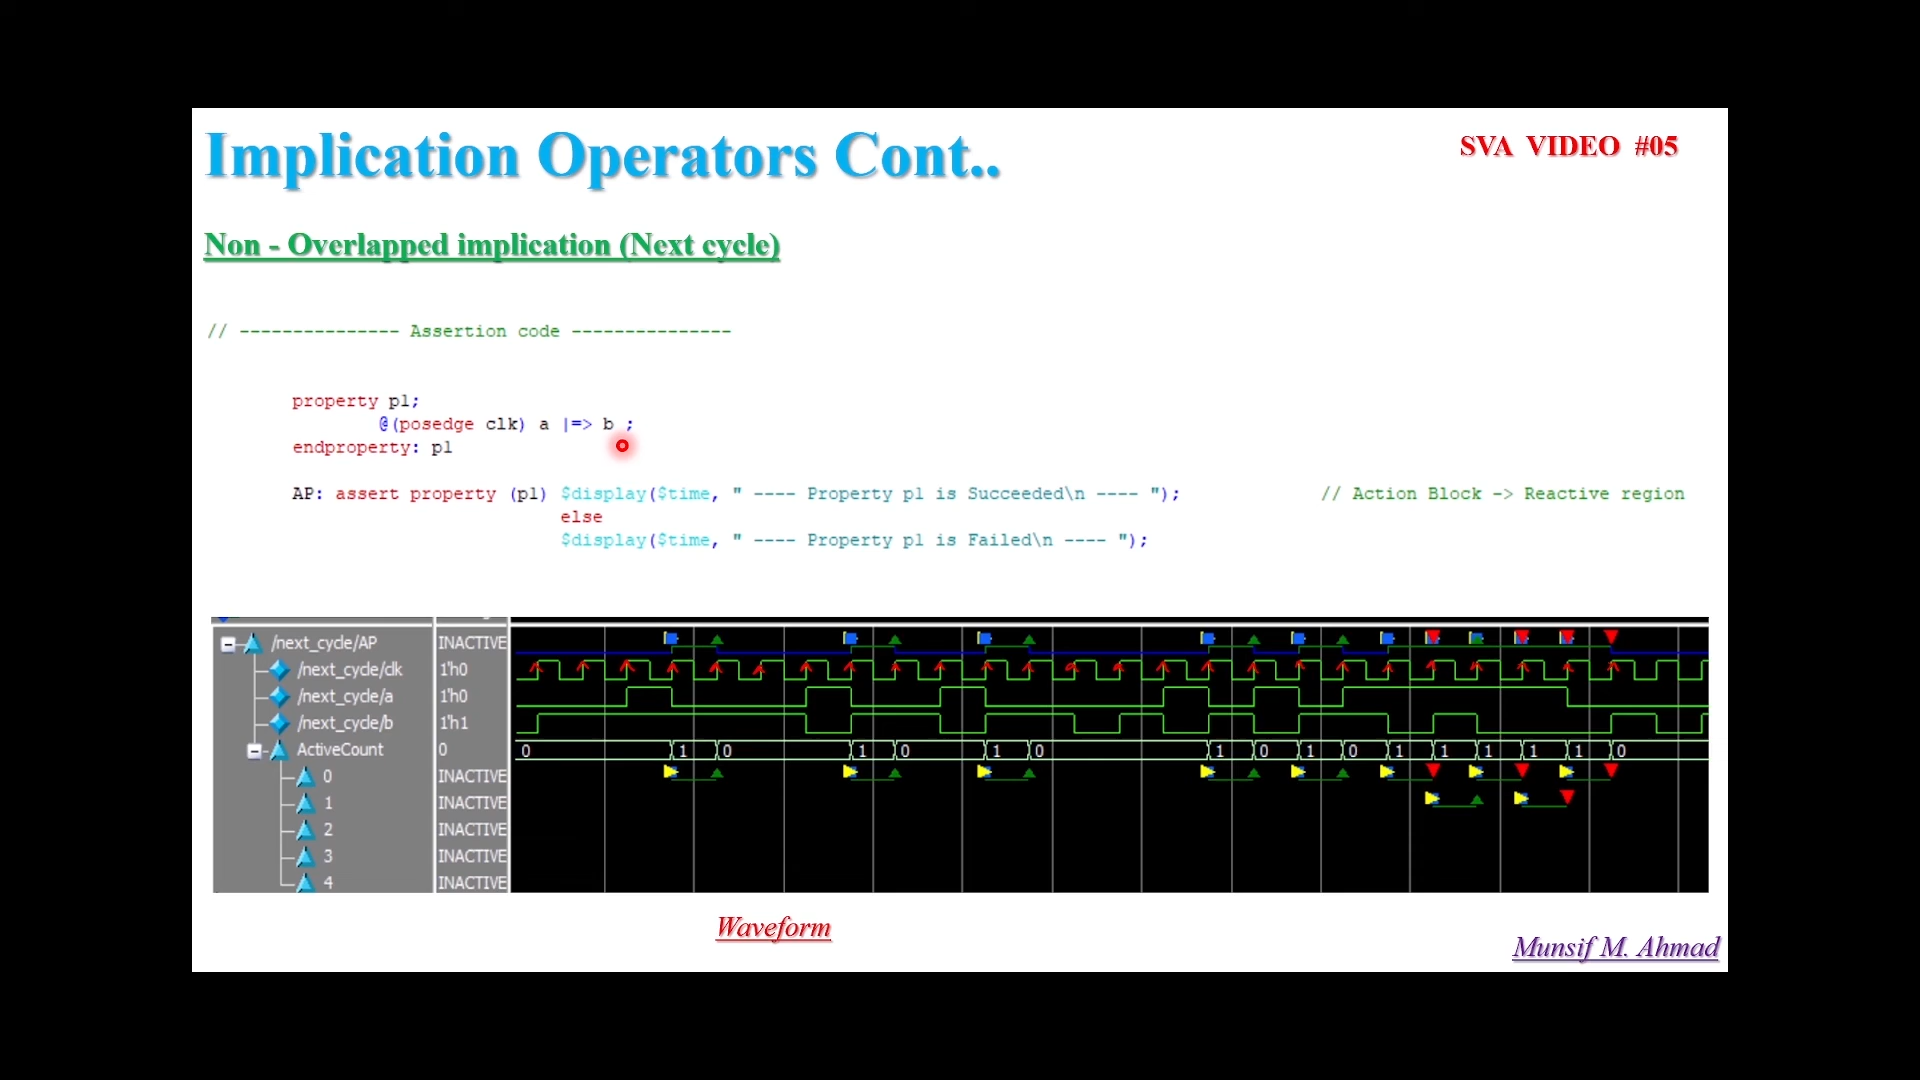 Implication Operators Cont..
SVA VIDEO #05
Non - Overlapped implication (Next cycle)
// --------------- Assertion code ---------------
property p1;
@(posedge clk) a |=> b ;
endproperty: p1
AP: assert property (p1) $display($time, " ---- Property p1 is Succeeded\n ---- "); // Action Block -> Reactive region
else
$display($time, " ---- Property p1 is Failed\n ---- ");
/next_cycle/AP INACTIVE
/next_cycle/clk 1'h0
/next_cycle/a 1'h0
/next_cycle/b 1'h1
ActiveCount 0 0 1 0 1 0 1 0 1 0 1 0 1 1 1 1 1 0
0 INACTIVE
1 INACTIVE
2 INACTIVE
3 INACTIVE
4 INACTIVE
Waveform
Munsif M. Ahmad